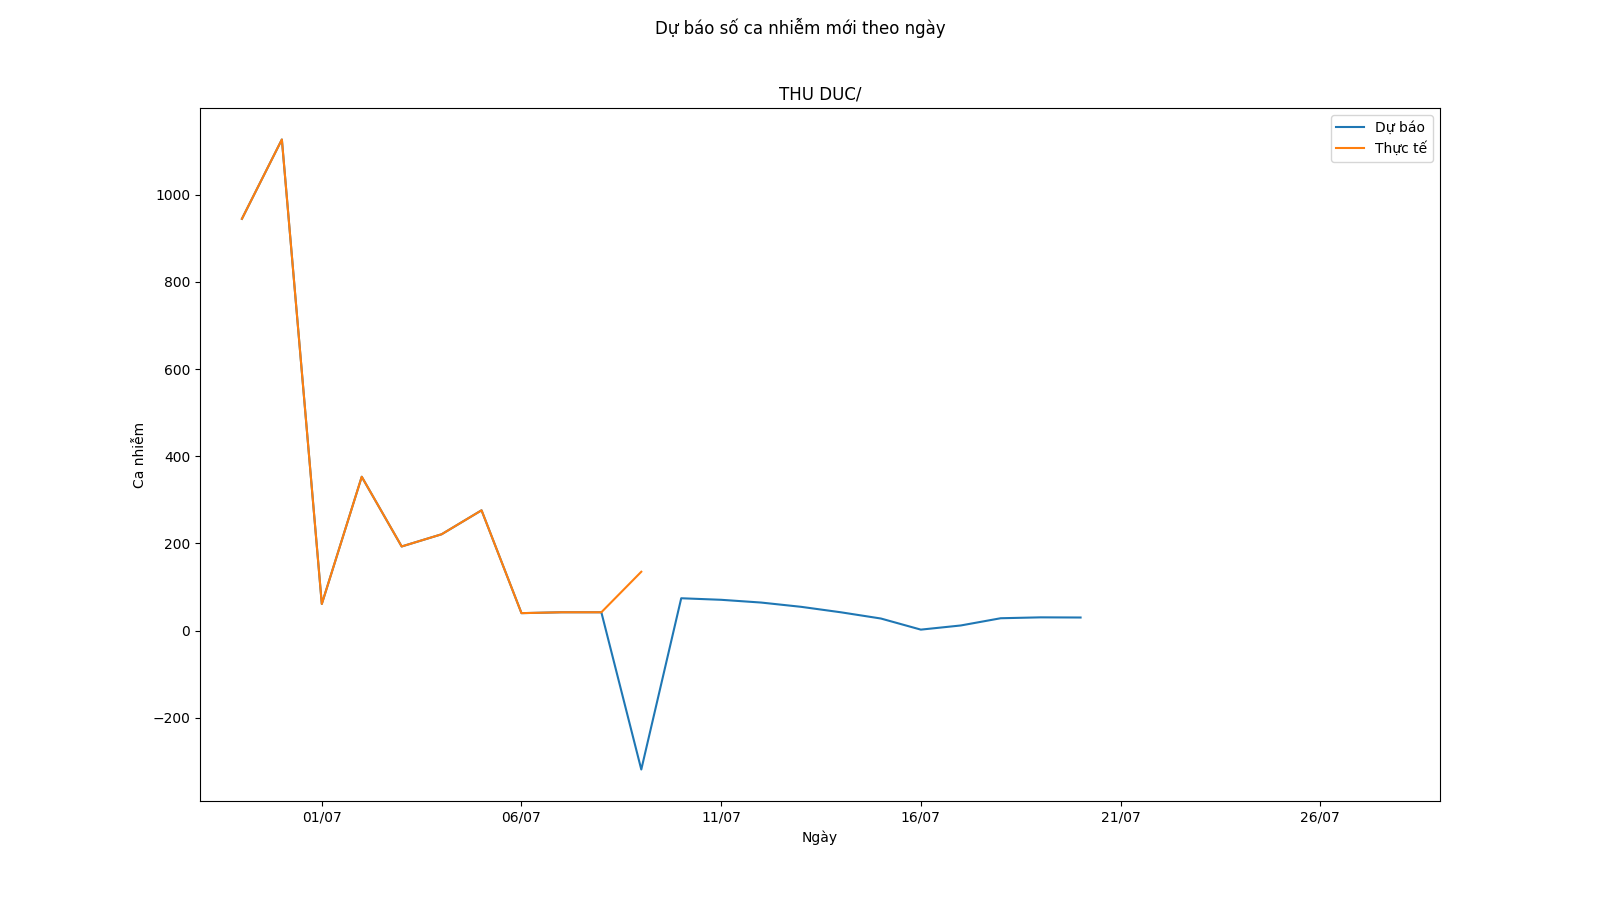 Dự báo số ca nhiễm mới theo ngày
THU DUC/
Dự báo
Thực tế
1000
800
600
400
200
0
−200
Ca nhiễm
01/07
06/07
11/07
16/07
21/07
26/07
Ngày